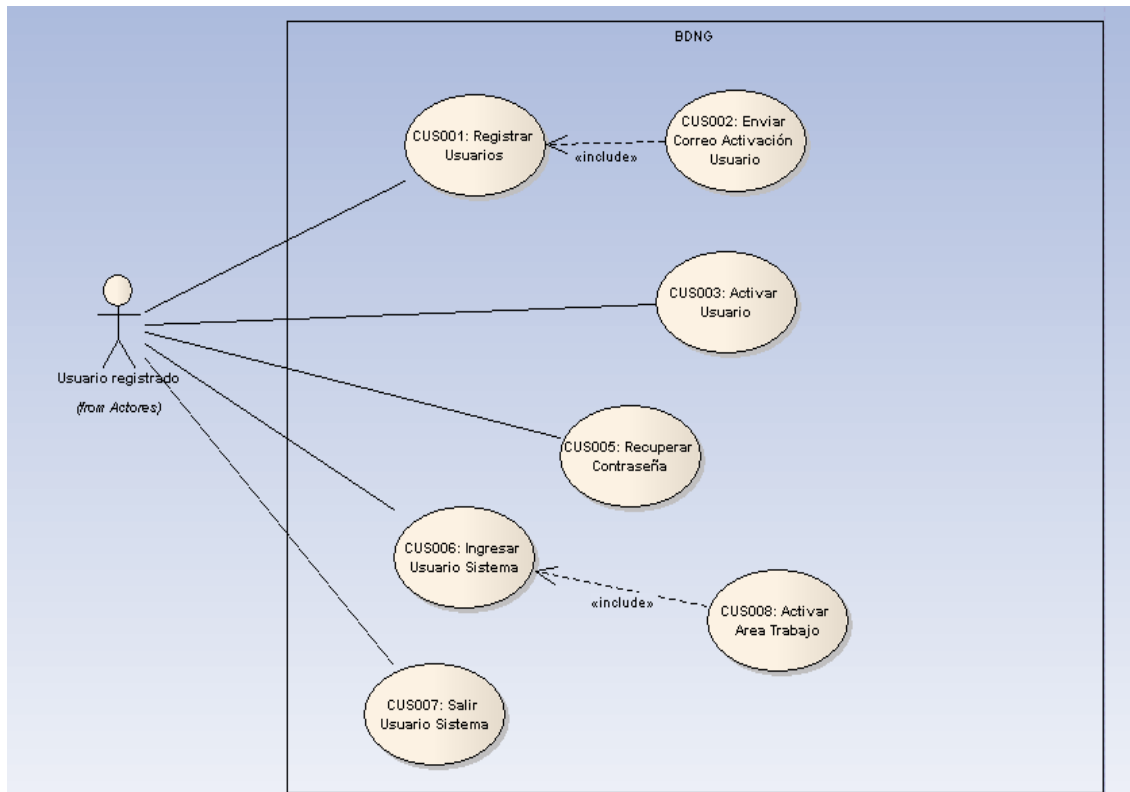 BDNG
CUS001: Registrar
Usuarios
«include»
CUS002: Enviar
Correo Activación
Usuario
CUS003: Activar
Usuario
Usuario registrado
(from Actores)
CUS005: Recuperar
Contraseña
CUS006: Ingresar
Usuario Sistema
«include»
CUS008: Activar
Area Trabajo
CUS007: Salir
Usuario Sistema